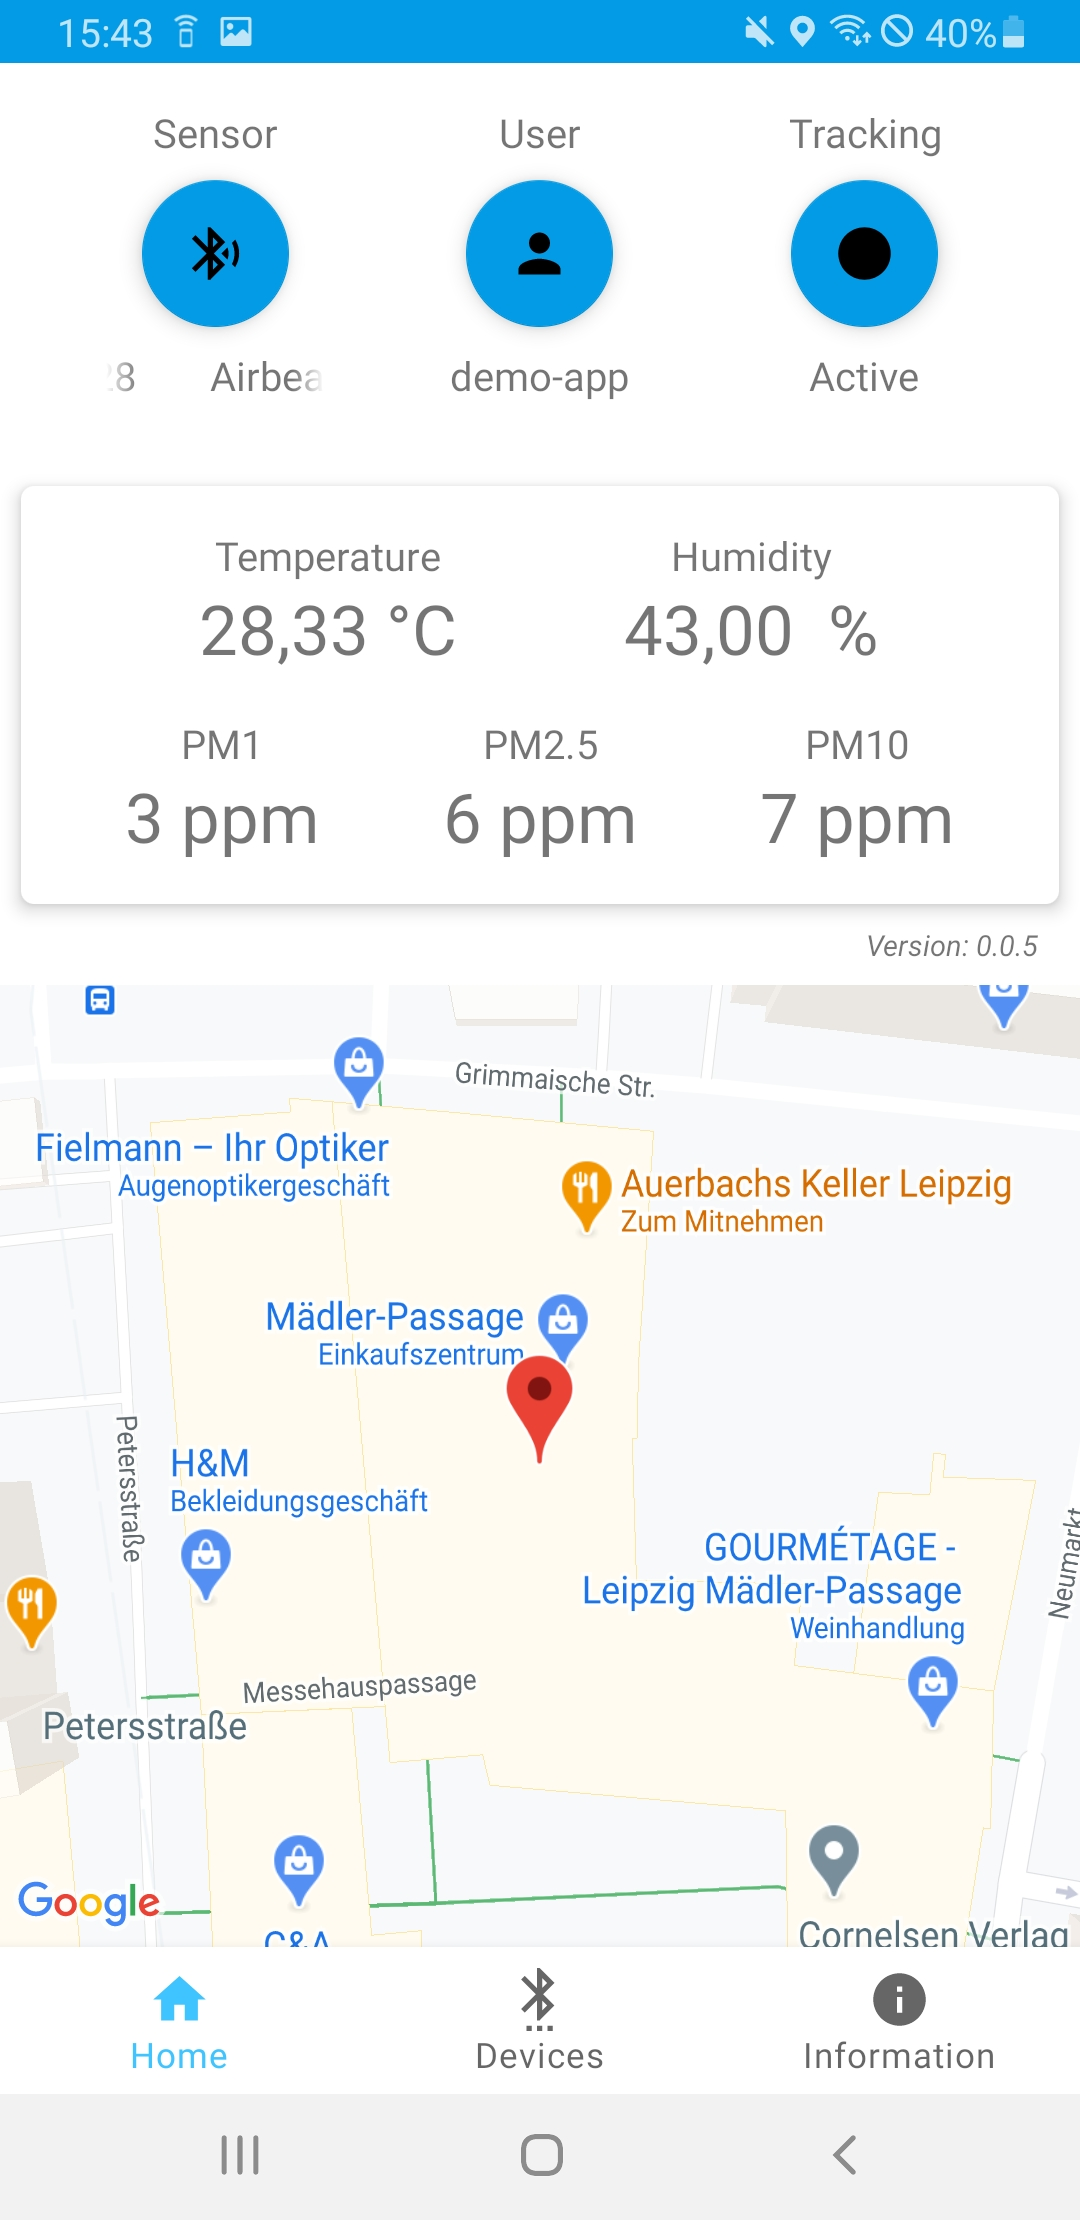 15:43
40%
Sensor
User
Tracking
28 Airbea
demo-app
Active
Temperature
Humidity
28,33 °C
43,00 %
PM1
PM2.5
PM10
3 ppm
6 ppm
7 ppm
Version: 0.0.5
Grimmaische Str.
Fielmann – Ihr Optiker
Augenoptikergeschäft
Auerbachs Keller Leipzig
Zum Mitnehmen
Mädler-Passage
Einkaufszentrum
Petersstraße
H&M
Bekleidungsgeschäft
Neumarkt
GOURMÉTAGE -
Leipzig Mädler-Passage
Weinhandlung
Messehauspassage
Petersstraße
Google
C&A
Cornelsen Verlag
Home
Devices
Information